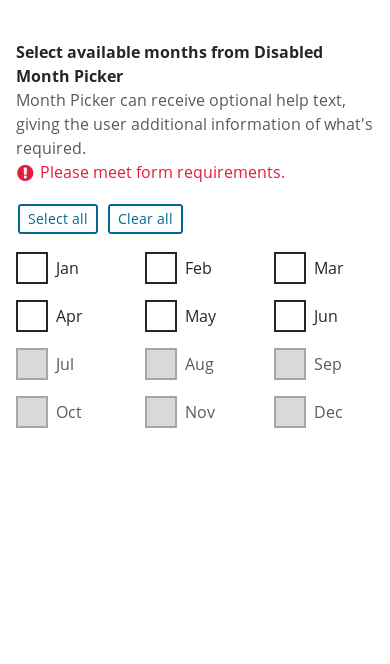 Select available months from Disabled
Month Picker
Month Picker can receive optional help text,
giving the user additional information of what's
required.
Please meet form requirements.
Select all Clear all
Jan Feb Mar
Apr May Jun
Jul Aug Sep
Oct Nov Dec